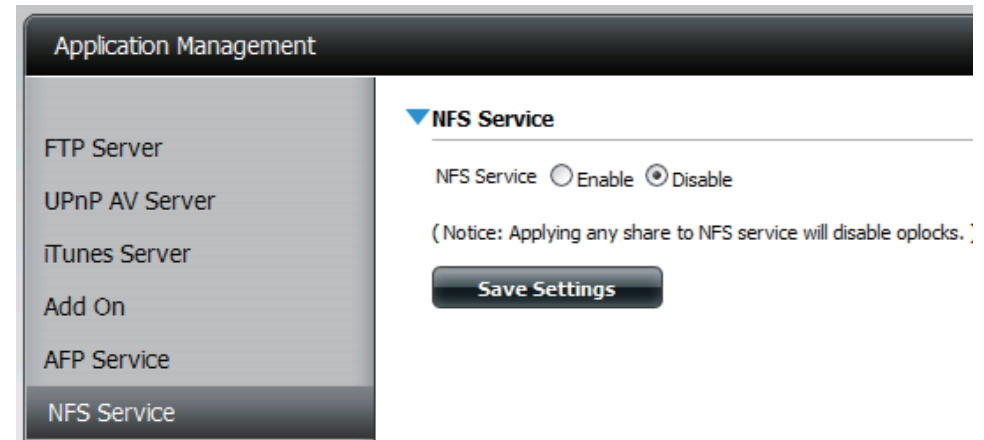 Application Management
FTP Server
UPnP AV Server
iTunes Server
Add On
AFP Service
NFS Service
NFS Service
NFS Service Enable Disable
( Notice: Applying any share to NFS service will disable oplocks. )
Save Settings